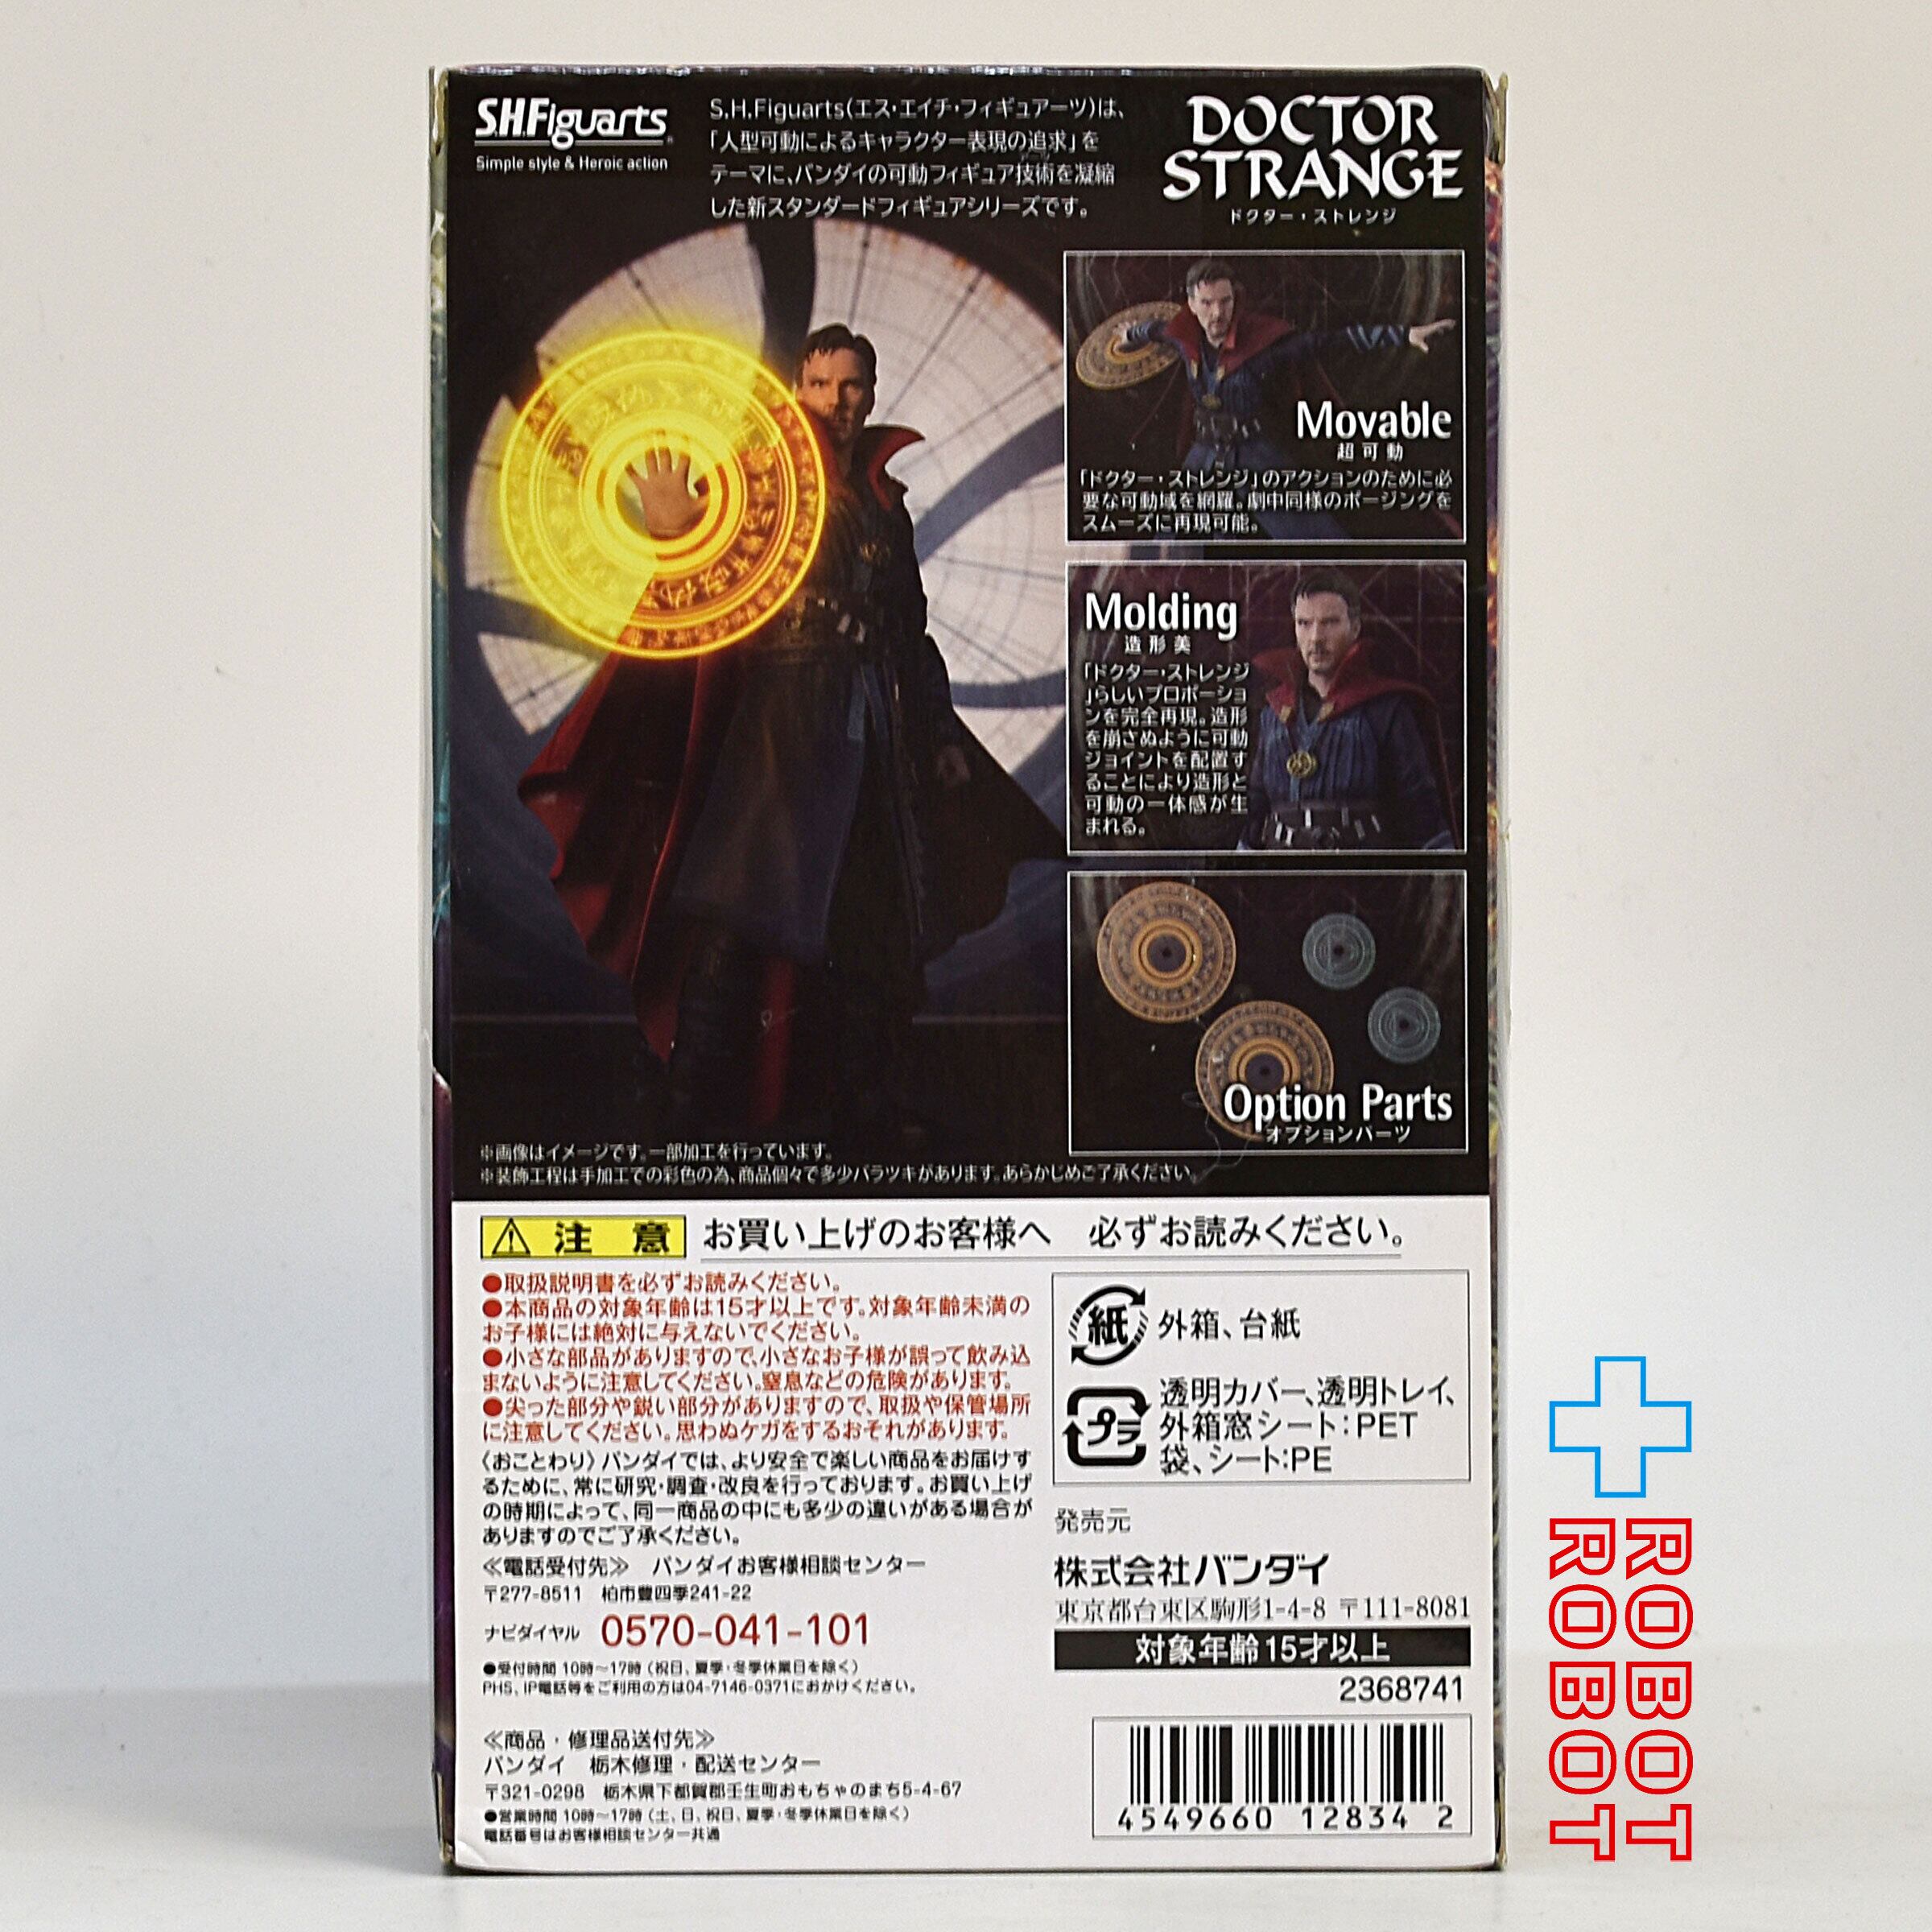 S.H.Figuarts
Simple style & Heroic action
S.H.Figuarts(エス・エイチ・フィギュアーツ)は、
「人型可動によるキャラクター表現の追求」を
テーマに、バンダイの可動フィギュア技術を凝縮
した新スタンダードフィギュアシリーズです。
DOCTOR
STRANGE
ドクター・ストレンジ
Movable
超可動
「ドクター・ストレンジ」のアクションのために必
要な可動域を網羅。劇中同様のポージングを
スムーズに再現可能。
Molding
造形美
「ドクター・ストレンジ
」らしいプロポーショ
ンを完全再現。造形
を崩さぬように可動
ジョイントを配置す
ることにより造形と
可動の一体感が生
まれる。
Option Parts
オプションパーツ
※画像はイメージです。一部加工を行っています。
※装飾工程は手加工での彩色の為、商品個々で多少バラツキがあります。あらかじめご了承ください。
注 意 お買い上げのお客様へ 必ずお読みください。
●取扱説明書を必ずお読みください。
●本商品の対象年齢は15才以上です。対象年齢未満の
お子様には絶対に与えないでください。
●小さな部品がありますので、小さなお子様が誤って飲み込
まないように注意してください。窒息などの危険があります。
●尖った部分や鋭い部分がありますので、取扱や保管場所
に注意してください。思わぬケガをするおそれがあります。
〈おことわり〉バンダイでは、より安全で楽しい商品をお届けす
るために、常に研究・調査・改良を行っております。お買い上げ
の時期によって、同一商品の中にも多少の違いがある場合が
ありますのでご了承ください。
≪電話受付先≫ バンダイお客様相談センター
〒277-8511 柏市豊四季241-22
ナビダイヤル 0570-041-101
●受付時間 10時〜17時（祝日、夏季・冬季休業日を除く）
PHS、IP電話等をご利用の方は04-7146-0371におかけください。
≪商品・修理品送付先≫
バンダイ 栃木修理・配送センター
〒321-0298 栃木県下都賀郡壬生町おもちゃのまち5-4-67
●営業時間 10時〜17時（土、日、祝日、夏季・冬季休業日を除く）
電話番号はお客様相談センター共通
紙 外箱、台紙
プラ 透明カバー、透明トレイ、
外箱窓シート:PET
袋、シート:PE
発売元
株式会社バンダイ
東京都台東区駒形1-4-8 〒111-8081
対象年齢15才以上
2368741
4549660 12834 2
ROBOT
ROBOT